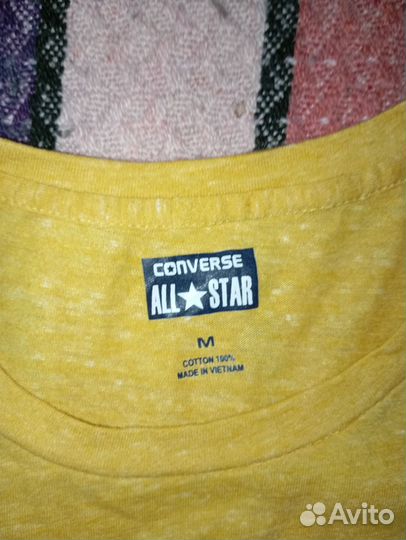 CONVERSE
ALL★STAR
M
COTTON 100%
MADE IN VIETNAM
Avito